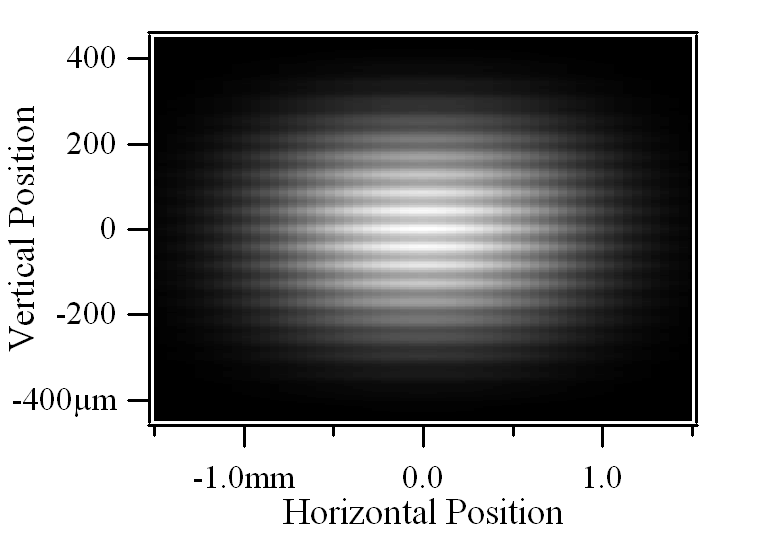 400
200
0
-200
-400μm
Vertical Position
-1.0mm 0.0 1.0
Horizontal Position